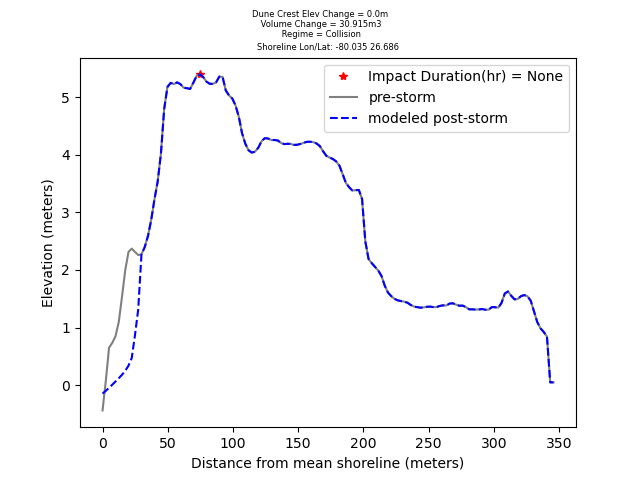 Dune Crest Elev Change = 0.0m
Volume Change = 30.915m3
Regime = Collision
Shoreline Lon/Lat: -80.035 26.686
Impact Duration(hr) = None
pre-storm
modeled post-storm
Elevation (meters)
5
4
3
2
1
0
0 50 100 150 200 250 300 350
Distance from mean shoreline (meters)